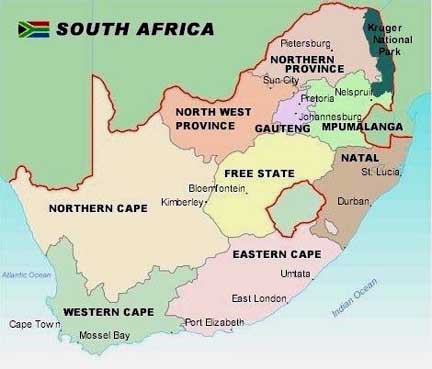 SOUTH AFRICA
Kruger
National
Park
Pietersburg
NORTHERN
PROVINCE
Sun City
Nelspruit
Pretoria
NORTH WEST
PROVINCE
Johannesburg
GAUTENG
MPUMALANGA
NATAL
St. Lucia
FREE STATE
Bloemfontein
Kimberley
Durban
NORTHERN CAPE
EASTERN CAPE
Umtata
Atlantic Ocean
Indian Ocean
East London
WESTERN CAPE
Cape Town
Port Elizabeth
Mossel Bay